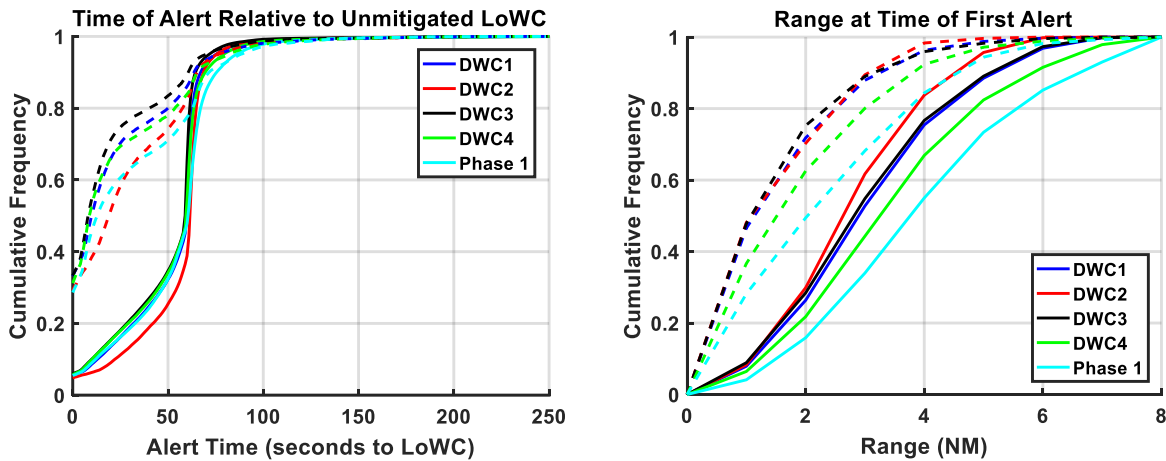 Time of Alert Relative to Unmitigated LoWC
Cumulative Frequency
1
0.8
0.6
0.4
0.2
0
0
50
100
150
200
250
Alert Time (seconds to LoWC)
DWC1
DWC2
DWC3
DWC4
Phase 1
Range at Time of First Alert
Cumulative Frequency
1
0.8
0.6
0.4
0.2
0
0
2
4
6
8
Range (NM)
DWC1
DWC2
DWC3
DWC4
Phase 1